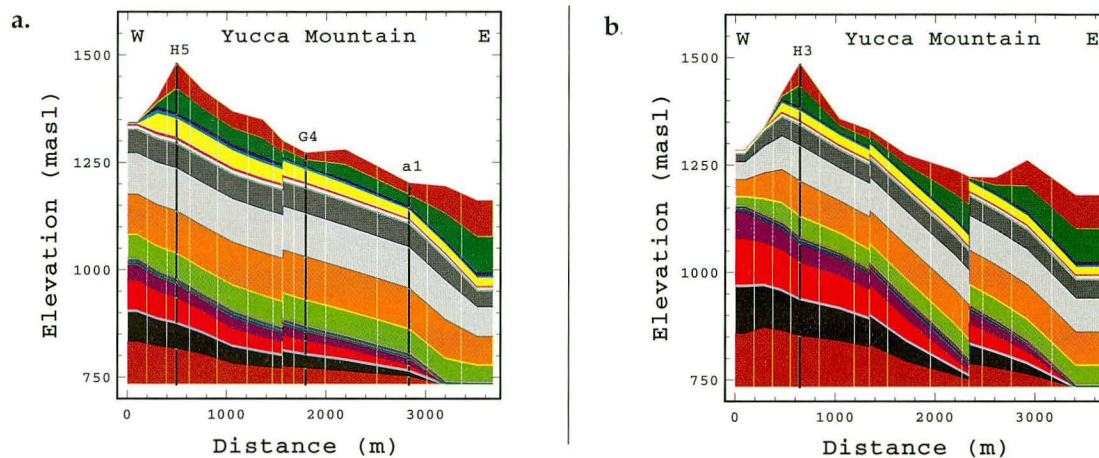 a.
W Yucca Mountain E
H5
G4
a1
1500
1250
1000
750
Elevation (masl)
0 1000 2000 3000
Distance (m)
b.
W Yucca Mountain E
H3
1500
1250
1000
750
Elevation (masl)
0 1000 2000 3000
Distance (m)